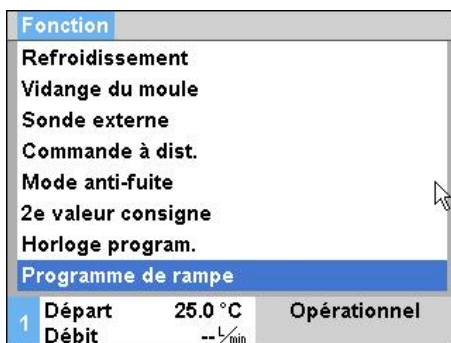 Fonction
Refroidissement
Vidange du moule
Sonde externe
Commande à dist.
Mode anti-fuite
2e valeur consigne
Horloge program.
Programme de rampe
1 Départ 25.0 °C Opérationnel
Débit -- L/min